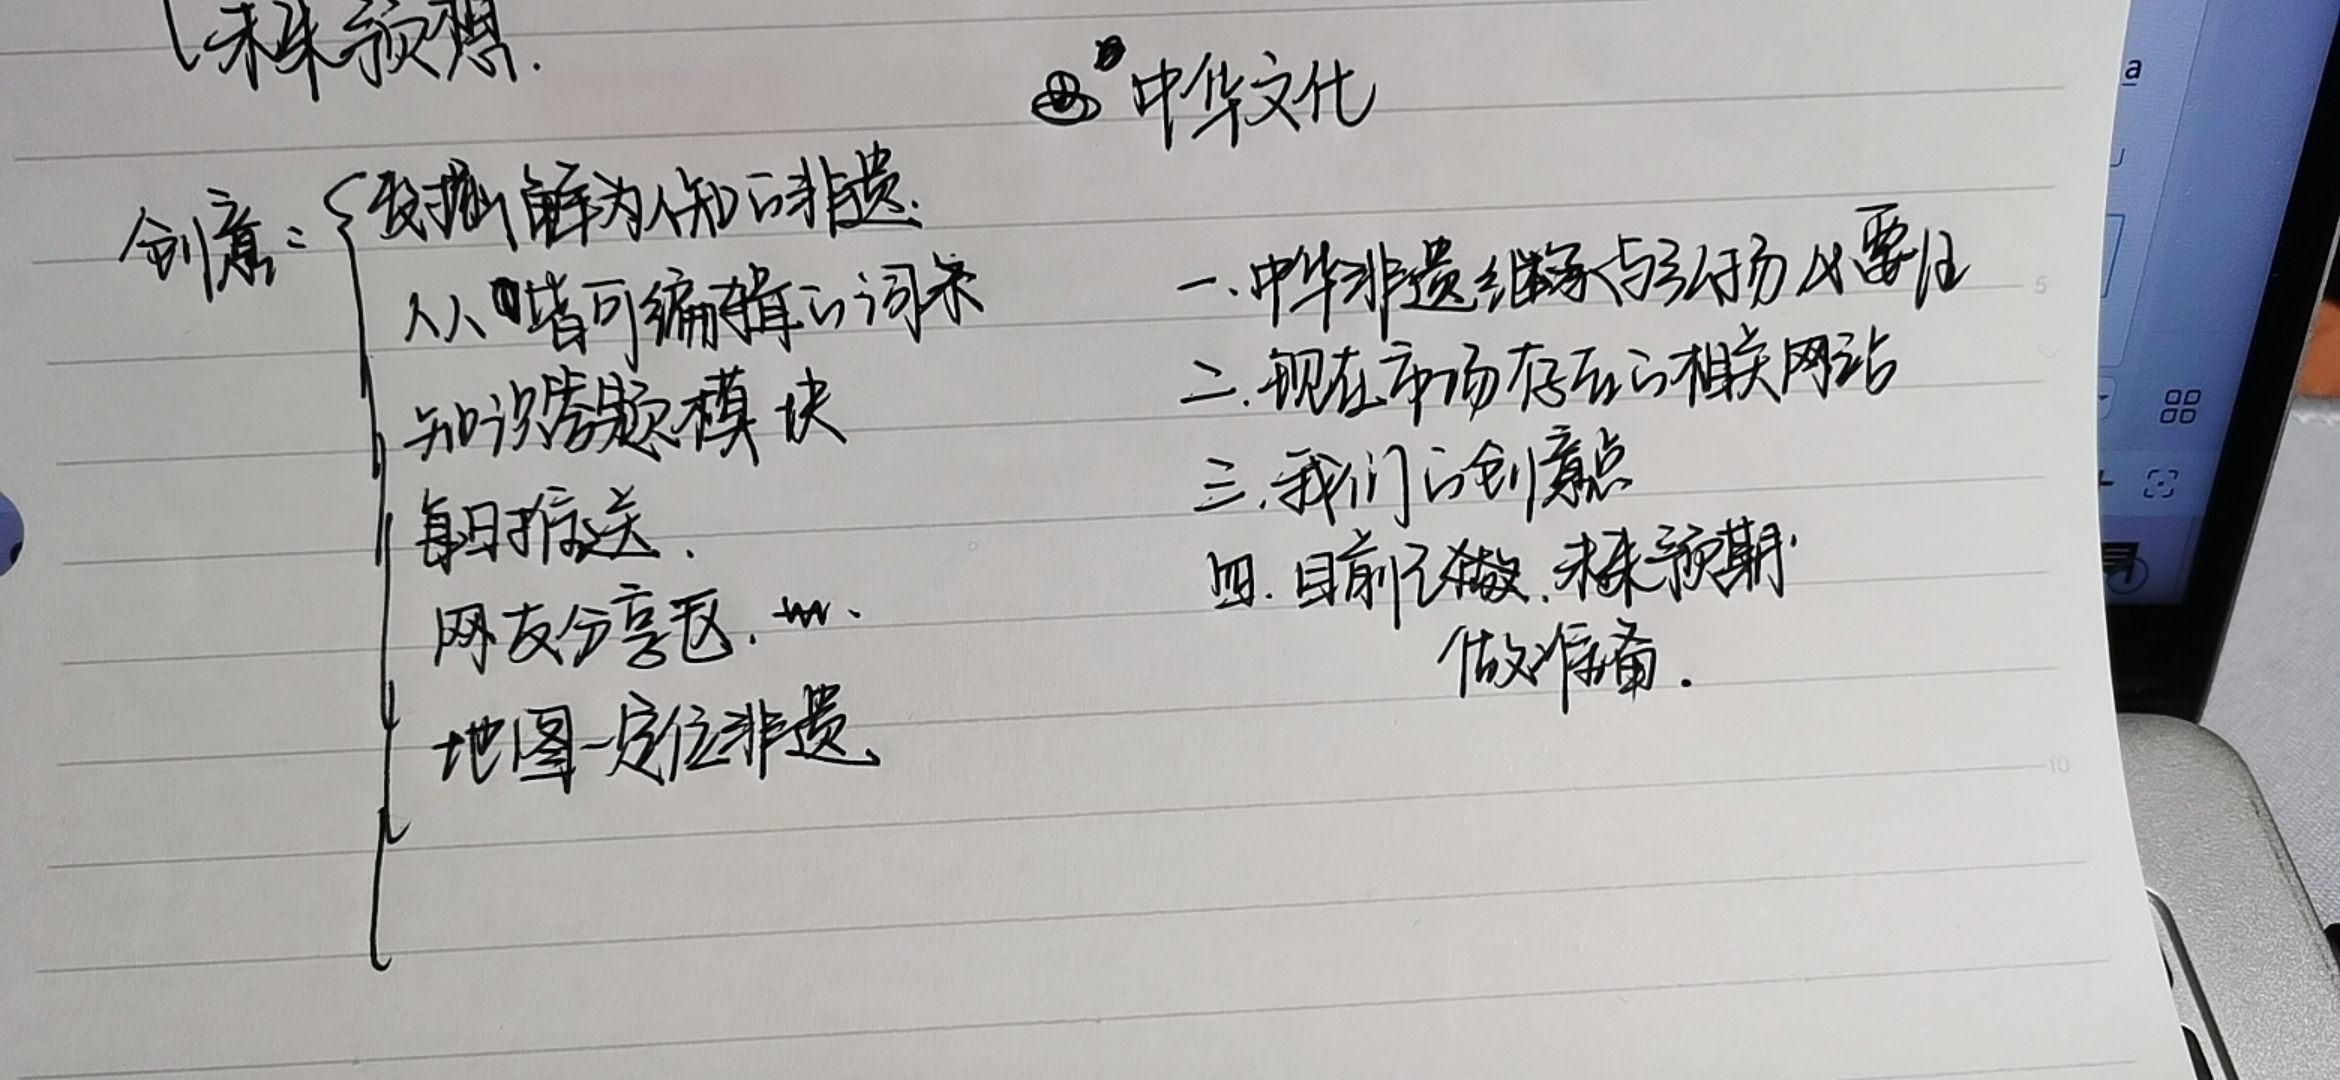 未来预想.
中华文化
创意:
发掘鲜为人知的非遗.
人人皆可编辑的词条
知识答题模块
每日推送.
网友分享区.
地图-定位非遗.
一.中华非遗继承与弘扬必要性
二.现在市场存在的相关网站
三.我们的创意点
四.目前已做.未来预期.
做准备.
a
5
10